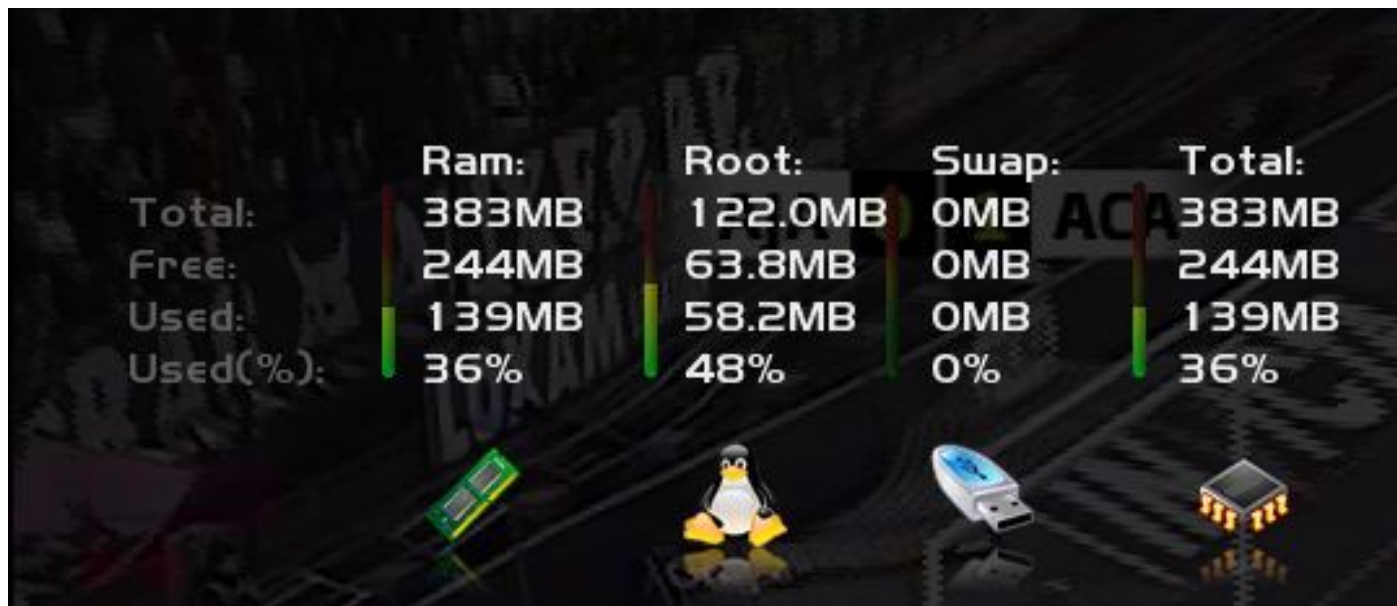 Ram: Root: Swap: Total:
Total: 383MB 122.0MB 0MB 383MB
Free: 244MB 63.8MB 0MB 244MB
Used: 139MB 58.2MB 0MB 139MB
Used(%): 36% 48% 0% 36%